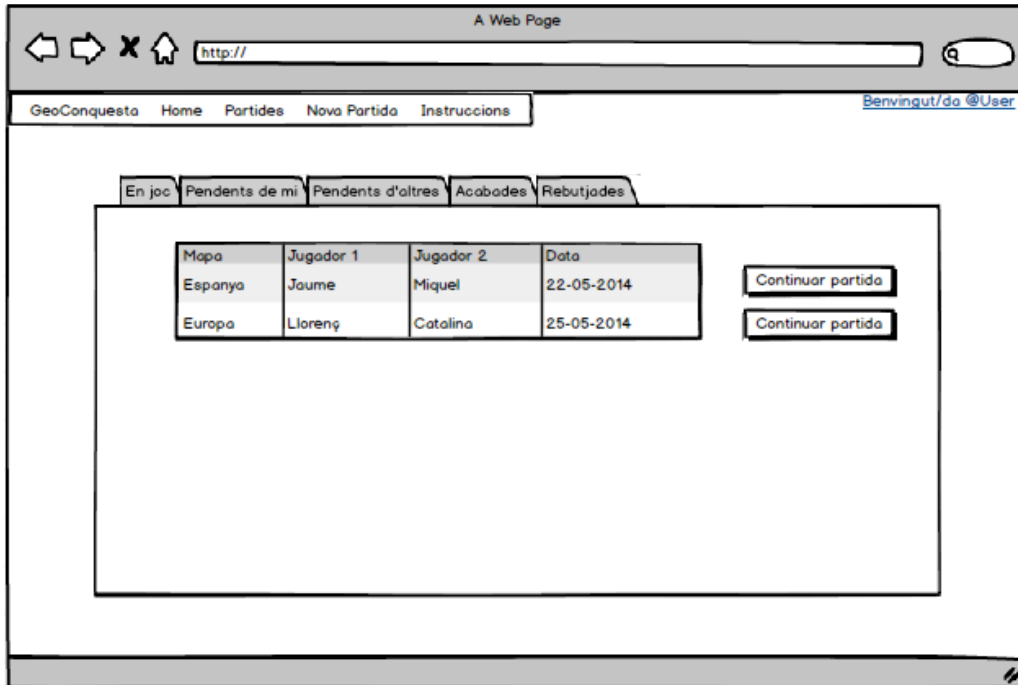 A Web Page
http://
GeoConquesta Home Partides Nova Partida Instruccions
Benvingut/da @User
En joc Pendents de mi Pendents d'altres Acabades Rebutjades
Mapa Jugador 1 Jugador 2 Data
Espanya Jaume Miquel 22-05-2014 Continuar partida
Europa Llorenç Catalina 25-05-2014 Continuar partida